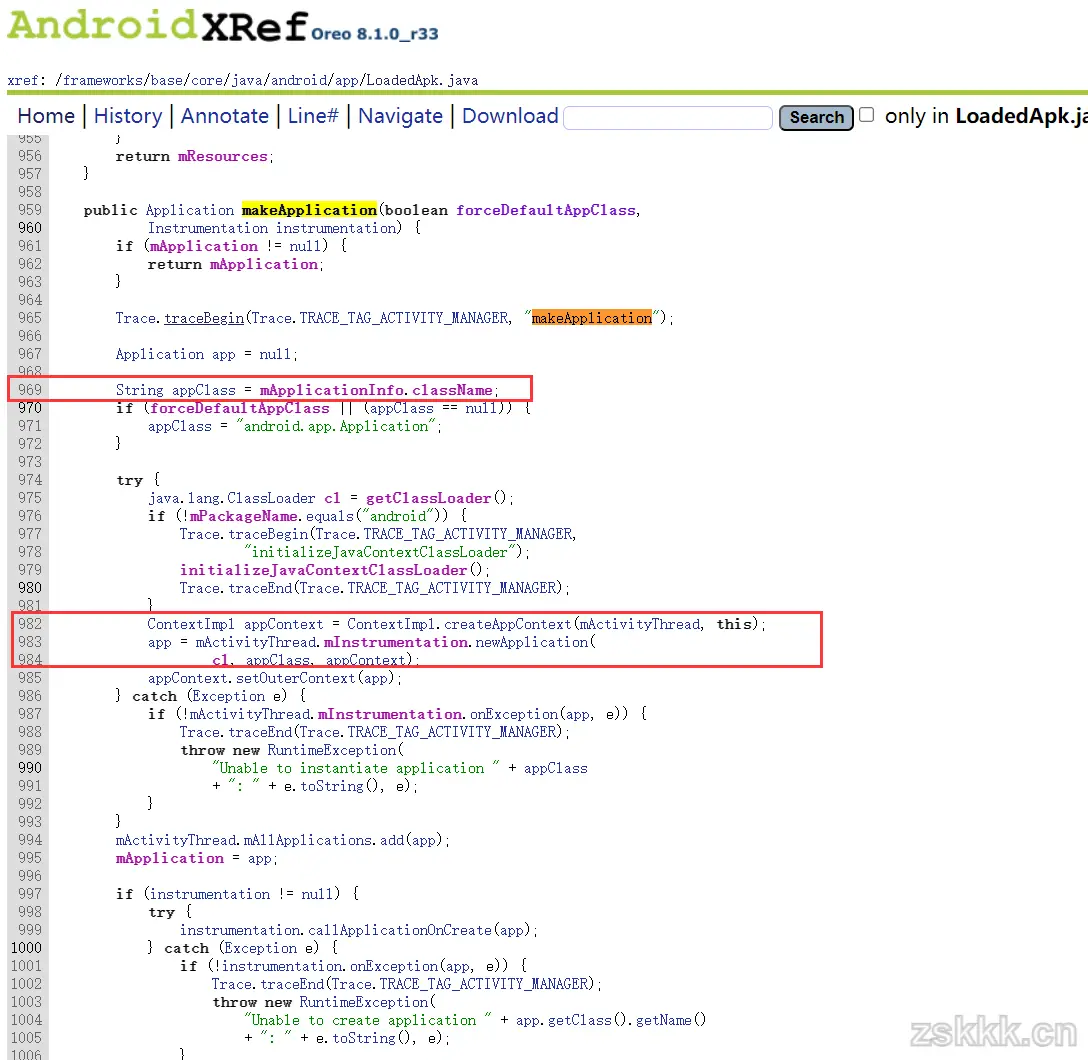 AndroidXRef Oreo 8.1.0_r33
xref: /frameworks/base/core/java/android/app/LoadedApk.java
Home | History | Annotate | Line# | Navigate | Download Search only in LoadedApk.ja
955 }
956 return mResources;
957 }
958
959 public Application makeApplication(boolean forceDefaultAppClass,
960 Instrumentation instrumentation) {
961 if (mApplication != null) {
962 return mApplication;
963 }
964
965 Trace.traceBegin(Trace.TRACE_TAG_ACTIVITY_MANAGER, "makeApplication");
966
967 Application app = null;
968
969 String appClass = mApplicationInfo.className;
970 if (forceDefaultAppClass || (appClass == null)) {
971 appClass = "android.app.Application";
972 }
973
974 try {
975 java.lang.ClassLoader cl = getClassLoader();
976 if (!mPackageName.equals("android")) {
977 Trace.traceBegin(Trace.TRACE_TAG_ACTIVITY_MANAGER,
978 "initializeJavaContextClassLoader");
979 initializeJavaContextClassLoader();
980 Trace.traceEnd(Trace.TRACE_TAG_ACTIVITY_MANAGER);
981 }
982 ContextImpl appContext = ContextImpl.createAppContext(mActivityThread, this);
983 app = mActivityThread.mInstrumentation.newApplication(
984 cl, appClass, appContext);
985 appContext.setOuterContext(app);
986 } catch (Exception e) {
987 if (!mActivityThread.mInstrumentation.onException(app, e)) {
988 Trace.traceEnd(Trace.TRACE_TAG_ACTIVITY_MANAGER);
989 throw new RuntimeException(
990 "Unable to instantiate application " + appClass
991 + ": " + e.toString(), e);
992 }
993 }
994 mActivityThread.mAllApplications.add(app);
995 mApplication = app;
996
997 if (instrumentation != null) {
998 try {
999 instrumentation.callApplicationOnCreate(app);
1000 } catch (Exception e) {
1001 if (!instrumentation.onException(app, e)) {
1002 Trace.traceEnd(Trace.TRACE_TAG_ACTIVITY_MANAGER);
1003 throw new RuntimeException(
1004 "Unable to create application " + app.getClass().getName()
1005 + ": " + e.toString(), e);
1006 }
zskkk.cn